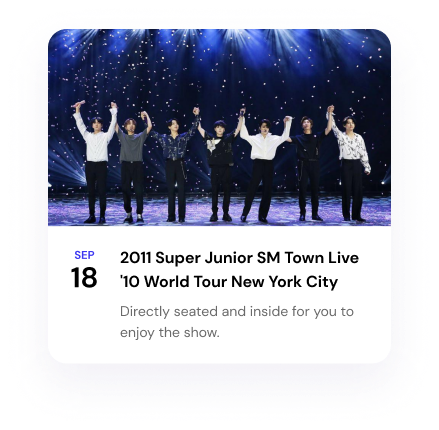 SEP
18
2011 Super Junior SM Town Live
'10 World Tour New York City
Directly seated and inside for you to
enjoy the show.